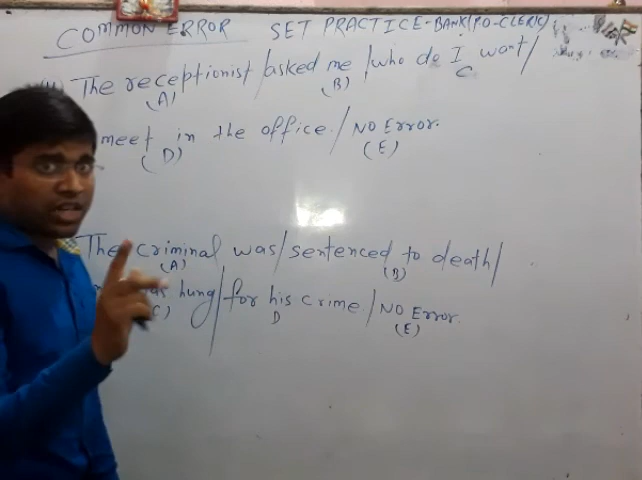 COMMON ERROR SET PRACTICE-BANK(PO-CLERK)
The receptionist/asked me/who do I want/
(A) (B) C
meet in the office./NO Error.
(D) (E)
The criminal was/sentenced to death/
(A) (B)
hung/for his crime./NO Error.
C) D (E)